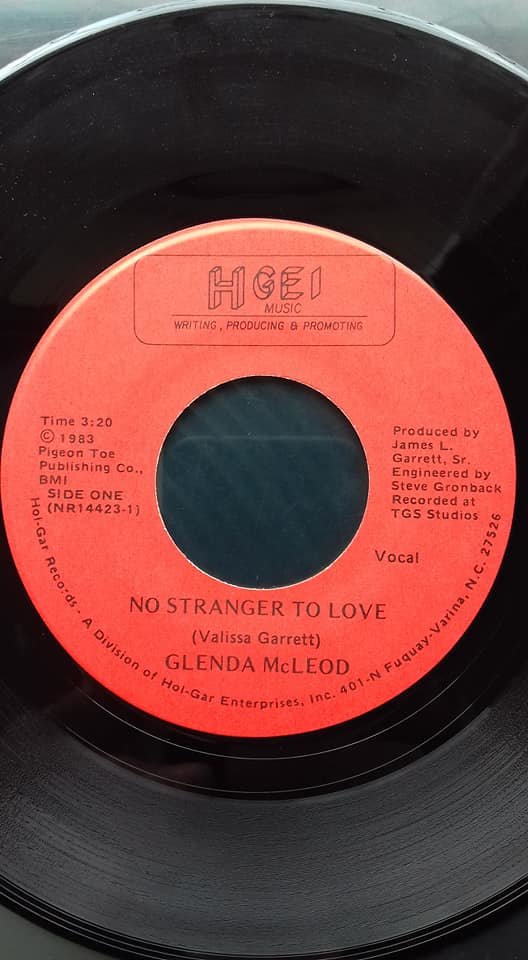 HGEI
MUSIC
WRITING, PRODUCING & PROMOTING
Time 3:20
© 1983
Pigeon Toe
Publishing Co.,
BMI
SIDE ONE
(NR14423-1)
Produced by
James L.
Garrett, Sr.
Engineered by
Steve Gronback
Recorded at
TGS Studios
Vocal
NO STRANGER TO LOVE
(Valissa Garrett)
GLENDA McLEOD
Hol-Gar Records - A Division of Hol-Gar Enterprises, Inc. 401-N Fuquay-Varina, N.C. 27526